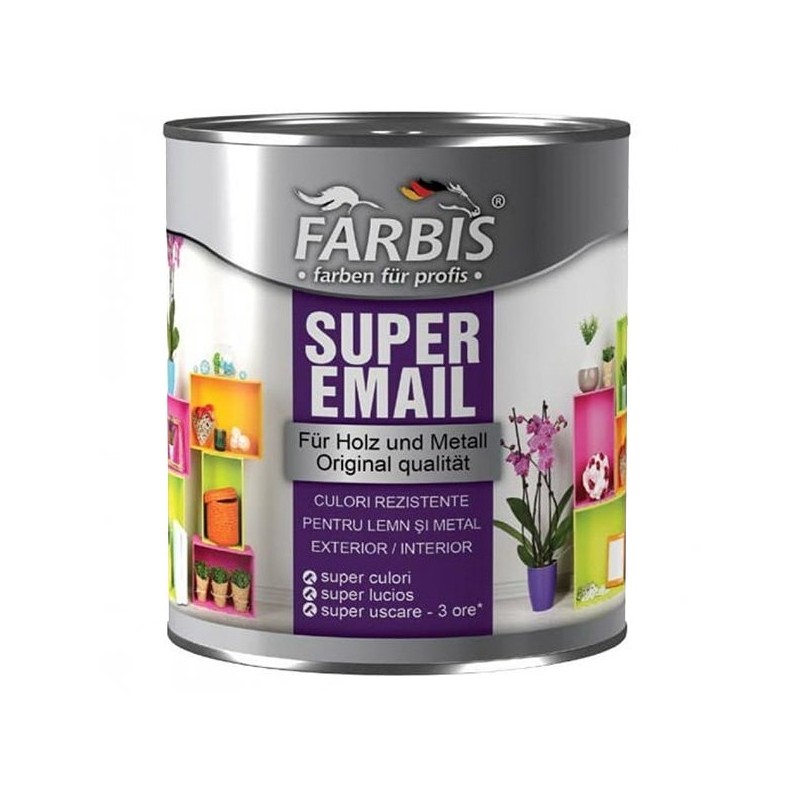 FARBIS®
• farben für profis •
SUPER
EMAIL
Für Holz und Metall
Original qualität
CULORI REZISTENTE
PENTRU LEMN ȘI METAL
EXTERIOR / INTERIOR
super culori
super lucios
super uscare - 3 ore*